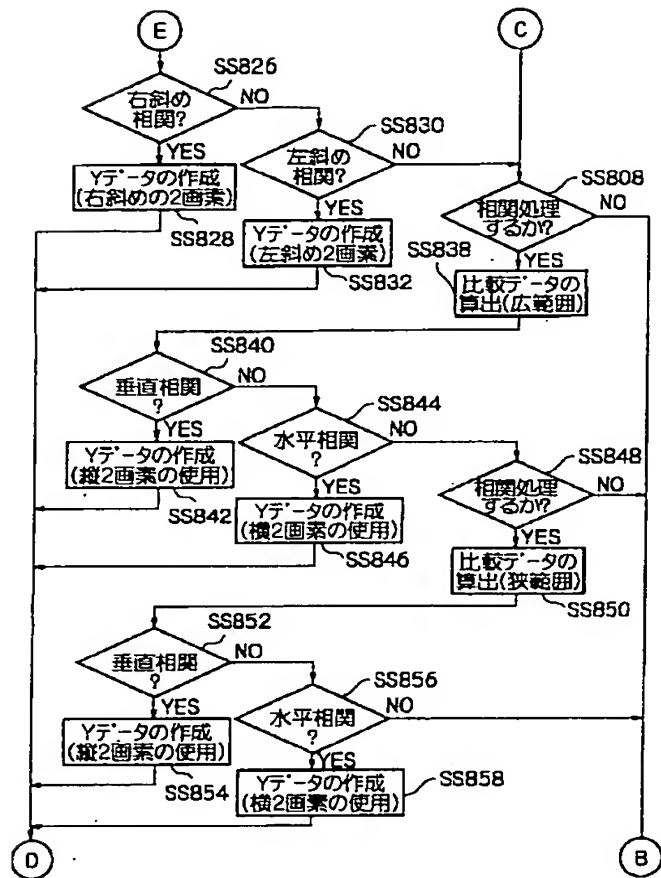 E
C
SS826
右斜め
相関?
NO
YES
SS830
左斜め
相関?
NO
YES
Yデータの作成
(右斜めの2画素)
SS828
Yデータの作成
(左斜め2画素)
SS832
SS808
相関処理
するか?
NO
YES
SS838
比較データの
算出(広範囲)
SS840
垂直相関
?
NO
YES
SS844
水平相関
?
NO
YES
Yデータの作成
(縦2画素の使用)
SS842
Yデータの作成
(横2画素の使用)
SS846
SS848
相関処理
するか?
NO
YES
比較データの
算出(狭範囲)
SS850
SS852
垂直相関
?
NO
YES
SS856
水平相関
?
NO
YES
Yデータの作成
(縦2画素の使用)
SS854
Yデータの作成
(横2画素の使用)
SS858
D
B